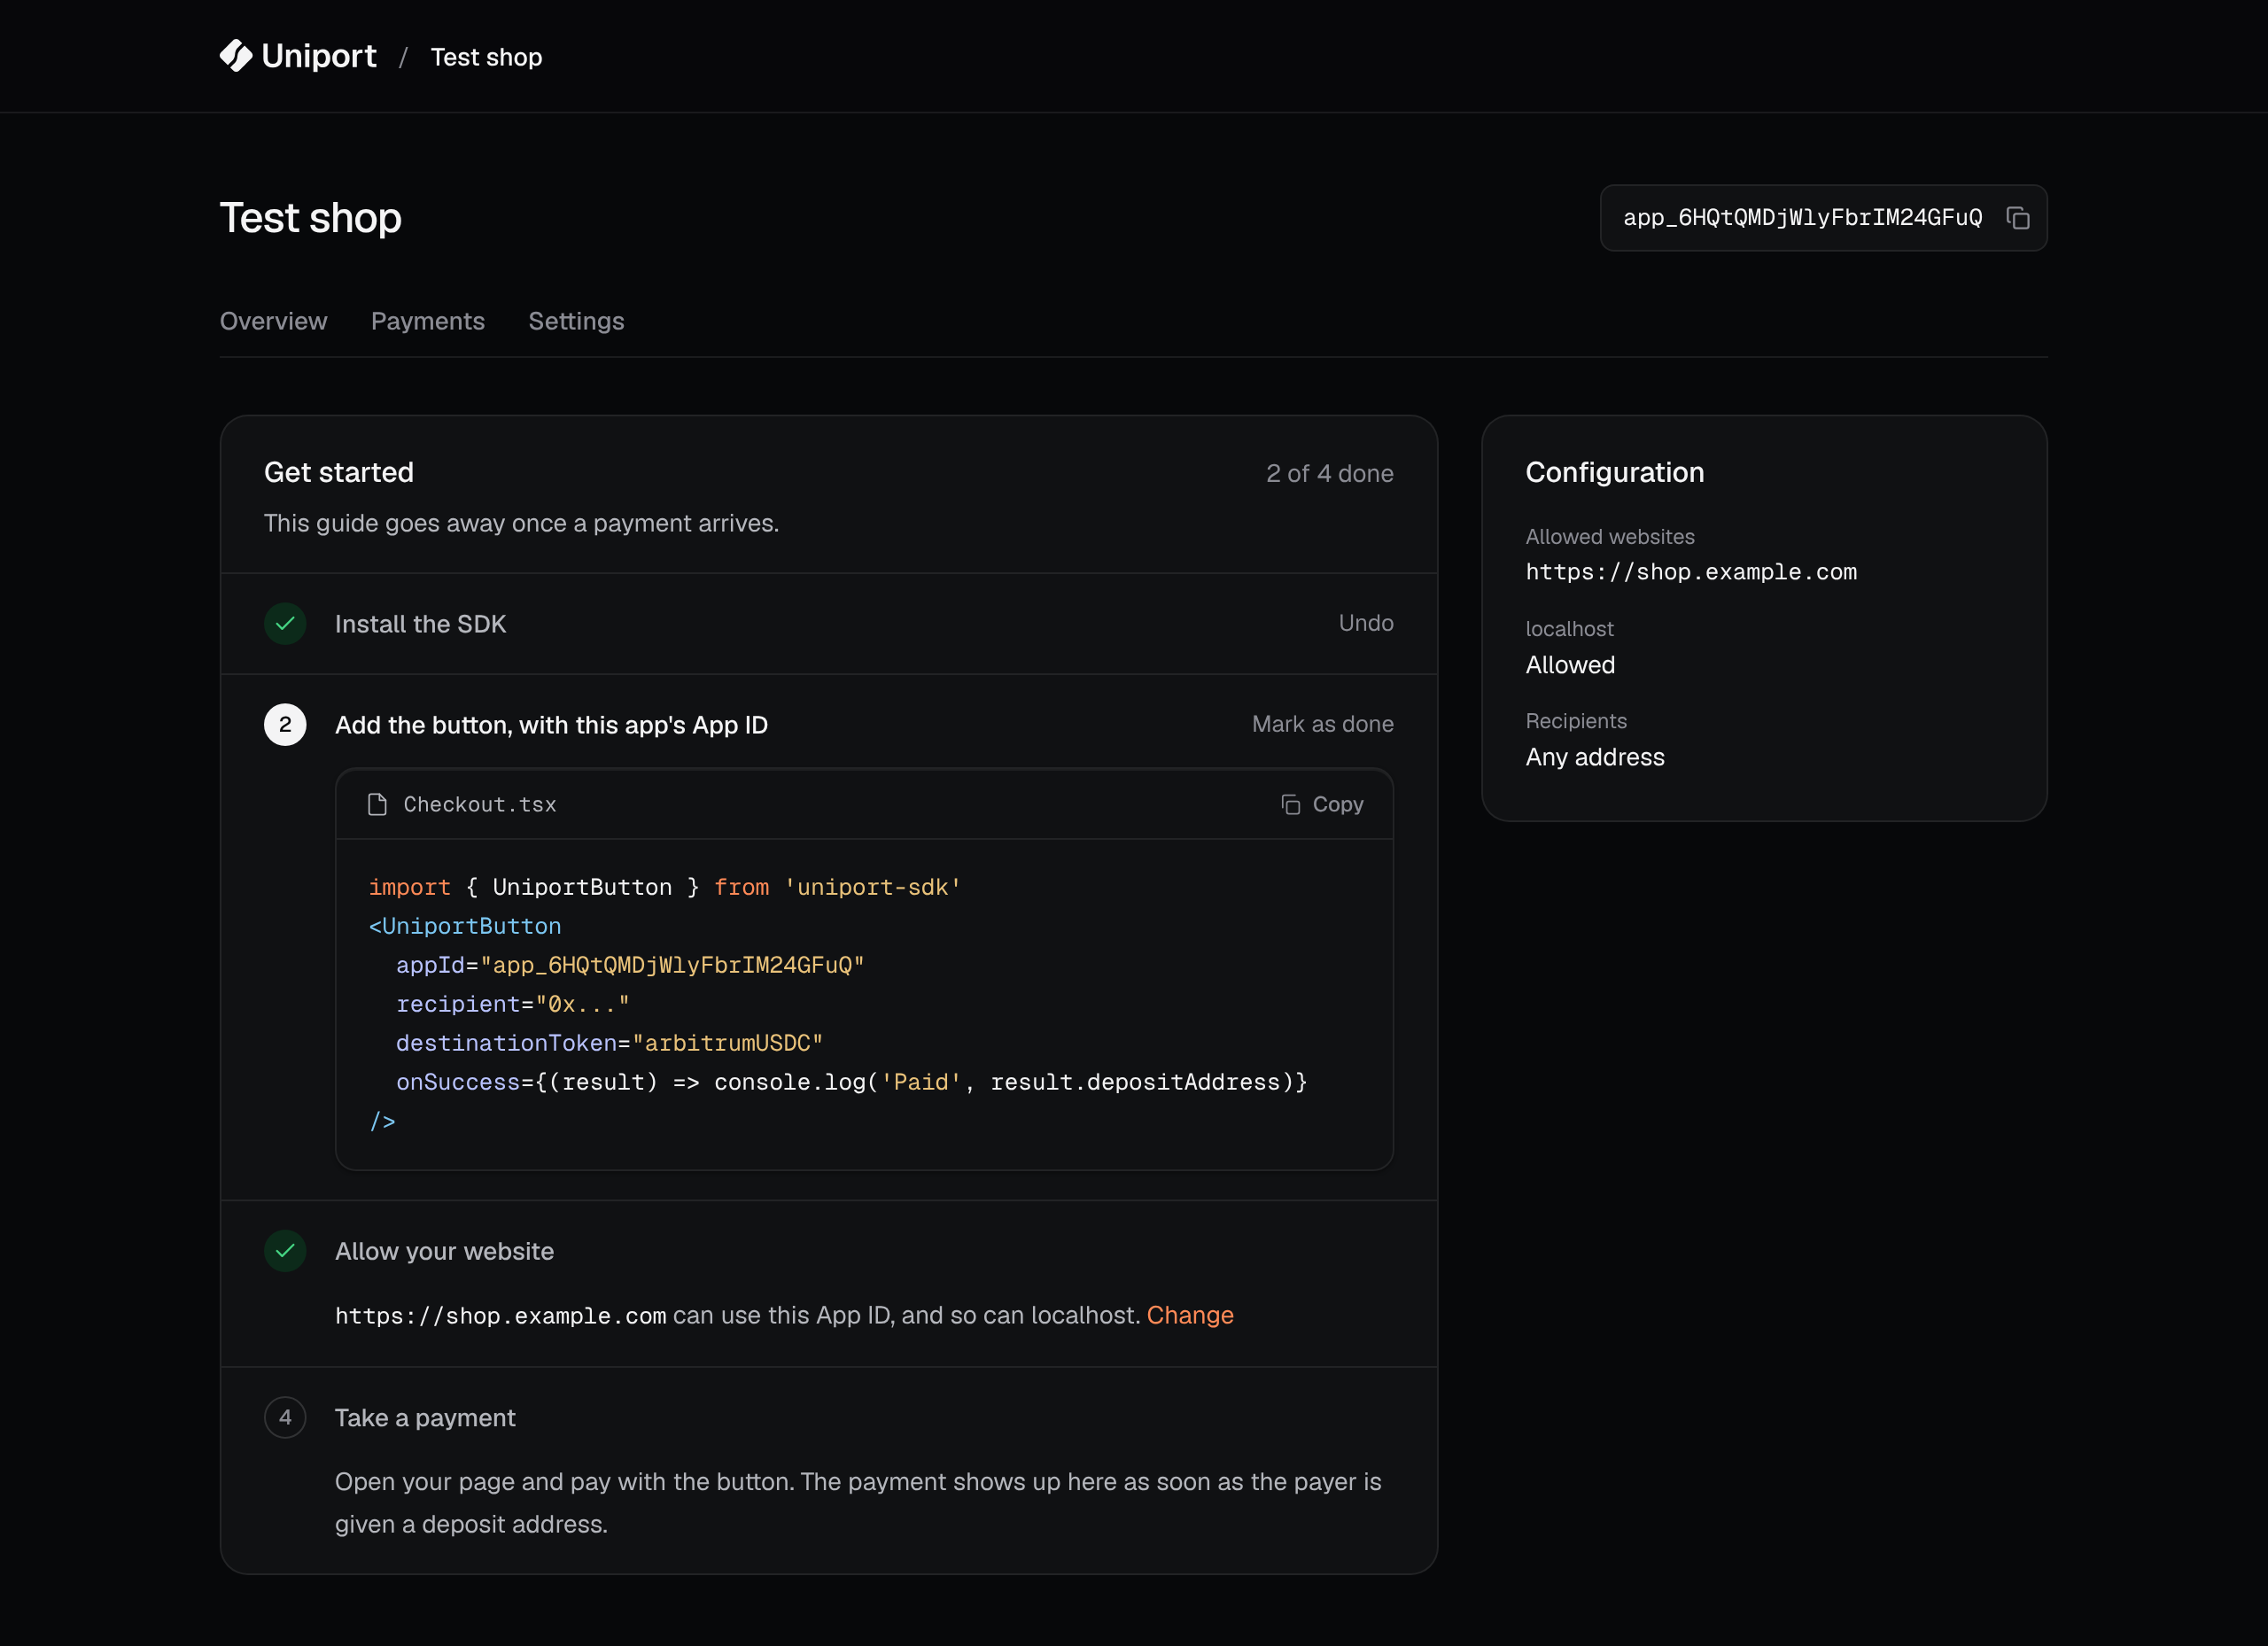 Uniport / Test shop
Test shop
app_6HQtQMDjWlyFbrIM24GFuQ
Overview Payments Settings
Get started
2 of 4 done
This guide goes away once a payment arrives.
Install the SDK
Undo
2
Add the button, with this app's App ID
Mark as done
Checkout.tsx
Copy
import { UniportButton } from 'uniport-sdk'
<UniportButton
  appId="app_6HQtQMDjWlyFbrIM24GFuQ"
  recipient="0x..."
  destinationToken="arbitrumUSDC"
  onSuccess={(result) => console.log('Paid', result.depositAddress)}
/>
Allow your website
https://shop.example.com can use this App ID, and so can localhost. Change
4
Take a payment
Open your page and pay with the button. The payment shows up here as soon as the payer is
given a deposit address.
Configuration
Allowed websites
https://shop.example.com
localhost
Allowed
Recipients
Any address